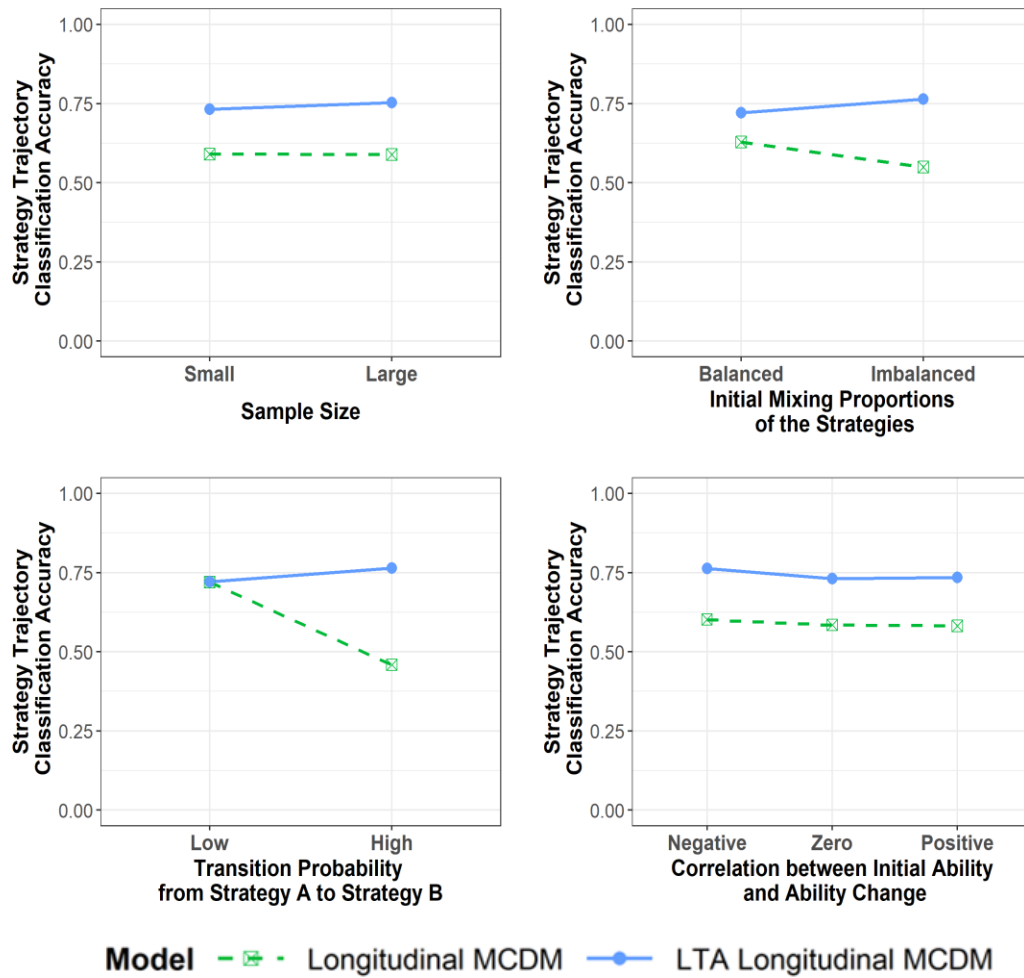 Strategy Trajectory
Classification Accuracy
1.00
0.75
0.50
0.25
0.00
Small Large
Sample Size
Strategy Trajectory
Classification Accuracy
1.00
0.75
0.50
0.25
0.00
Balanced Imbalanced
Initial Mixing Proportions
of the Strategies
Strategy Trajectory
Classification Accuracy
1.00
0.75
0.50
0.25
0.00
Low High
Transition Probability
from Strategy A to Strategy B
Strategy Trajectory
Classification Accuracy
1.00
0.75
0.50
0.25
0.00
Negative Zero Positive
Correlation between Initial Ability
and Ability Change
Model Longitudinal MCDM LTA Longitudinal MCDM